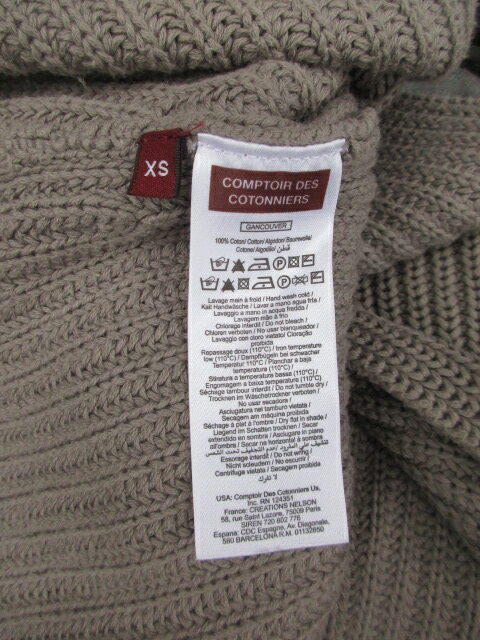 XS
COMPTOIR DES
COTONNIERS
GANCOUVER
100% Coton/ Cotton/ Algodon/ Baumwolle/
Cotone/ Algodão/ قطن
Lavage mein à froid / Hand wash cold /
Kalt Handwäsche / Lavar a mano agua fria /
Lavaggio a mano in acqua fredda /
Lavagem mão à frio
Chlorage interdit / Do not bleach /
Chloren verboten / No usar blanqueador /
Lavaggio con cloro vietato/ Cloração
proibida
Repassage doux (110°C) / Iron temperature
low (110°C) / Dampfbügeln bei schwacher
Temperatur (110°C) / Planchar a baja
temperatura (110°C) /
Stiratura a temperatura bassa (110°C) /
Engomagem a baixa temperatura (110°C)
Séchage tambour interdit / Do not tumble dry/
Trocknen im Wäschetrockner verboten /
No usar secadora /
Asciugatura nel tamburo vietata /
Secagem em tambor proibida
Séchage à plat à l'ombre / Dry flat in shade /
Liegend im Schatten trocknen / Secar
extendido en sombra / Asciugare in piano
all'ombra / Secar na horizontal à sombra
Essorage interdit / Do not wring /
Nicht schleudern / No escurrir /
Centrifuga vietata / Secagem proibida
USA: Comptoir Des Cotonniers Us,
Inc. RN 124351
France: CREATIONS NELSON
58, rue Saint Lazare, 75009 Paris
SIREN 720 802 776
Espana: CDC Espagne, Av. Diagonale,
580 BARCELONA R.M. 01132650